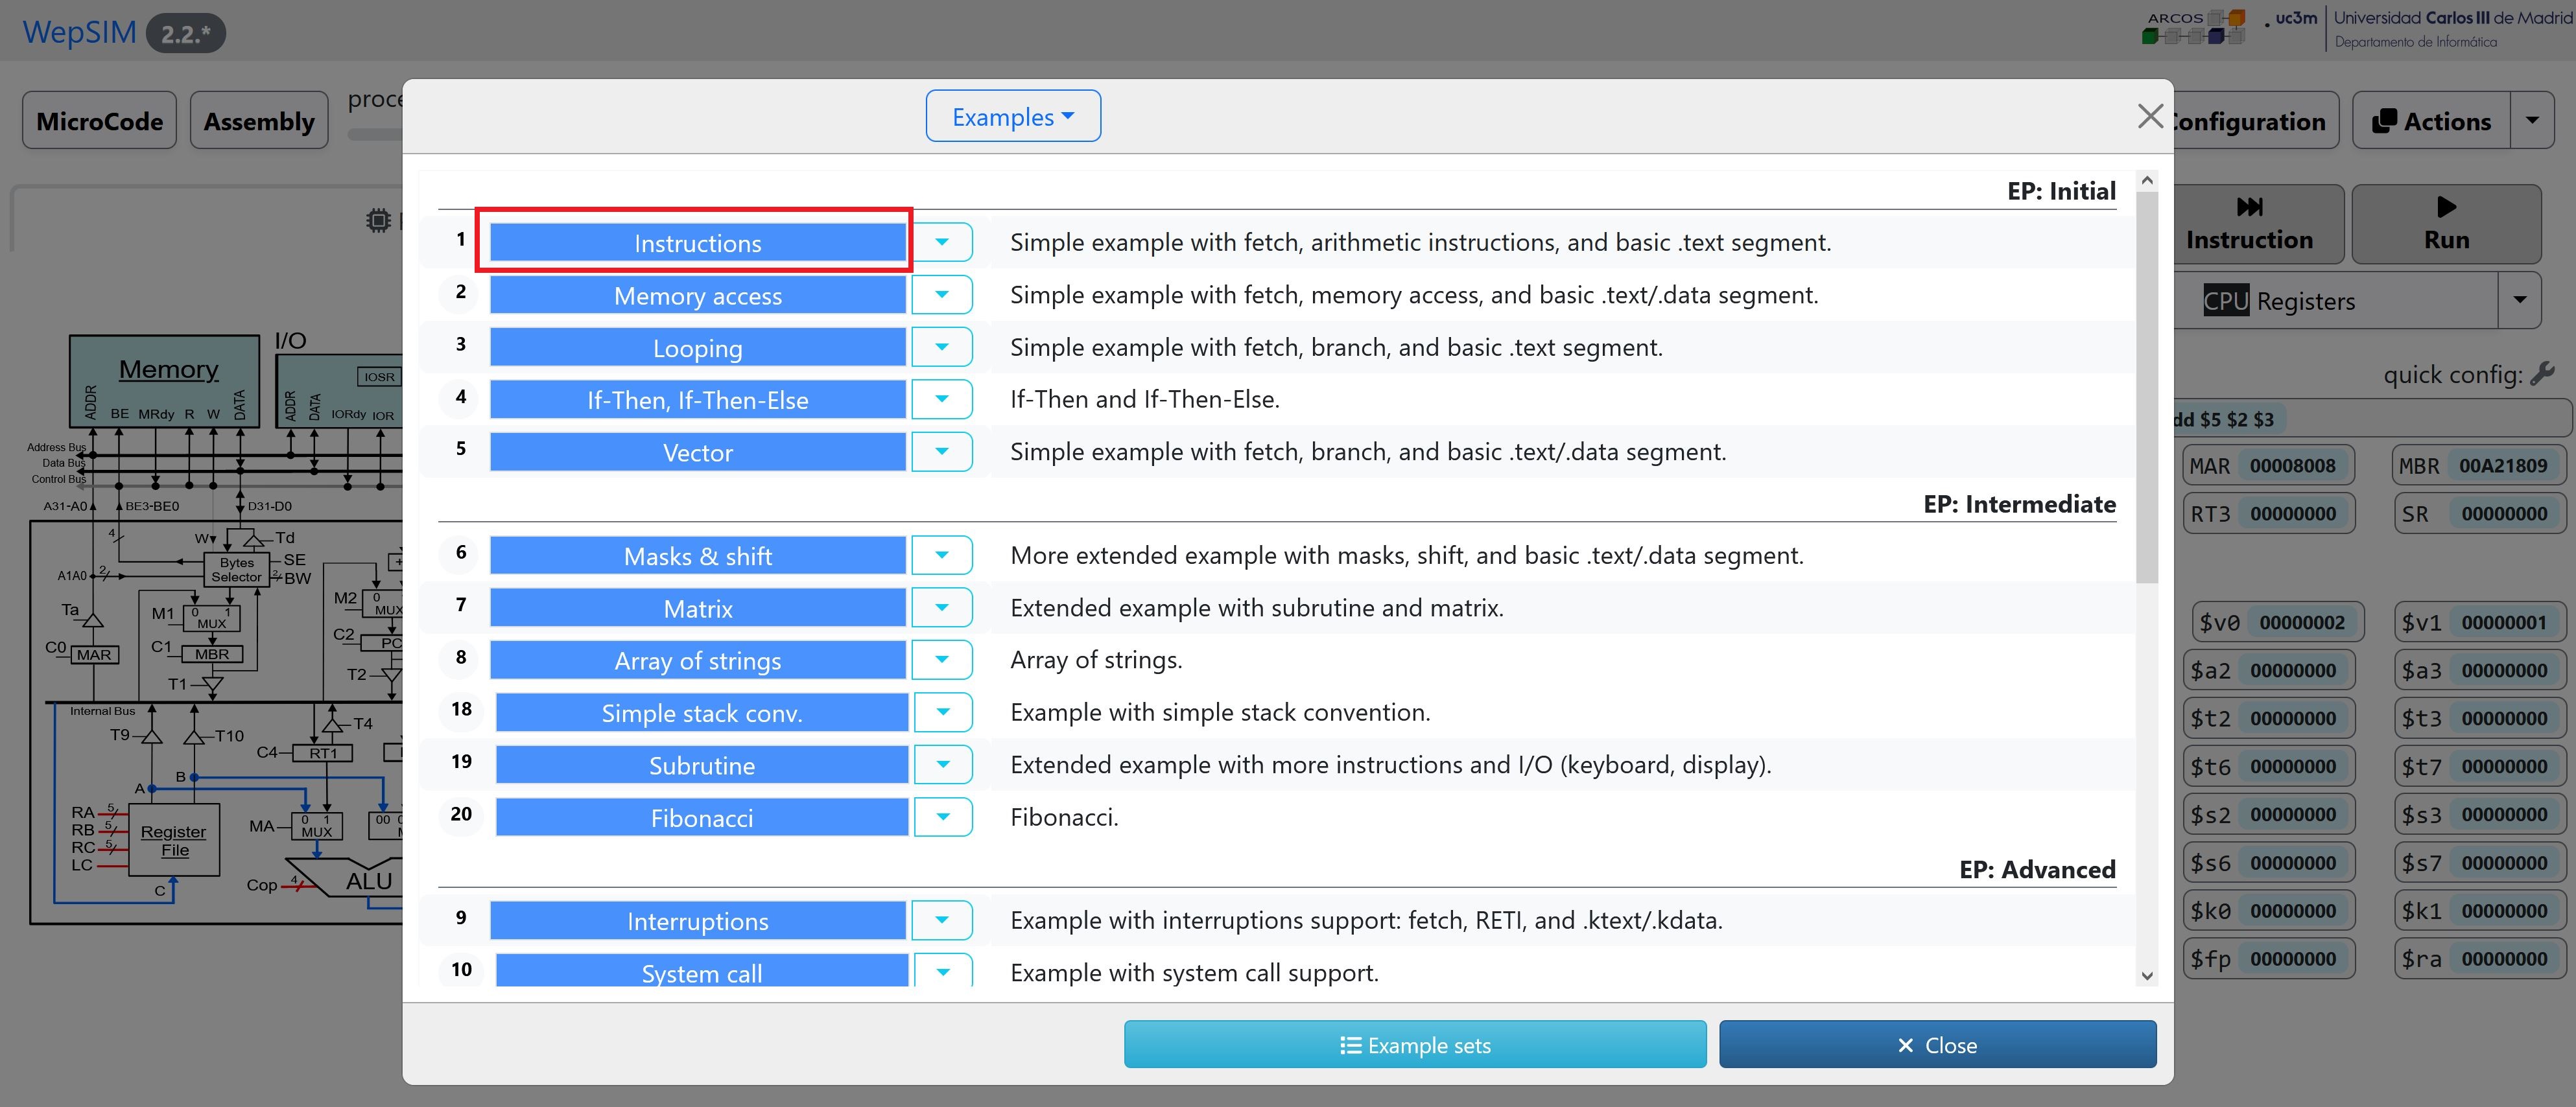 WepSIM 2.2.*
ARCOS
uc3m Universidad Carlos III de Madrid
Departamento de Informática
MicroCode
Assembly
Configuration
Actions
Examples
EP: Initial
1 Instructions Simple example with fetch, arithmetic instructions, and basic .text segment.
2 Memory access Simple example with fetch, memory access, and basic .text/.data segment.
3 Looping Simple example with fetch, branch, and basic .text segment.
4 If-Then, If-Then-Else If-Then and If-Then-Else.
5 Vector Simple example with fetch, branch, and basic .text/.data segment.
EP: Intermediate
6 Masks & shift More extended example with masks, shift, and basic .text/.data segment.
7 Matrix Extended example with subrutine and matrix.
8 Array of strings Array of strings.
18 Simple stack conv. Example with simple stack convention.
19 Subrutine Extended example with more instructions and I/O (keyboard, display).
20 Fibonacci Fibonacci.
EP: Advanced
9 Interruptions Example with interruptions support: fetch, RETI, and .ktext/.kdata.
10 System call Example with system call support.
Example sets
Close
Instruction
Run
CPU Registers
quick config:
$5 $2 $3
MAR 00008008 MBR 00A21809
RT3 00000000 SR 00000000
$v0 00000002 $v1 00000001
$a2 00000000 $a3 00000000
$t2 00000000 $t3 00000000
$t6 00000000 $t7 00000000
$s2 00000000 $s3 00000000
$s6 00000000 $s7 00000000
$k0 00000000 $k1 00000000
$fp 00000000 $ra 00000000
I/O
Memory
IOSR
ADDR BE MRdy R W DATA
ADDR DATA IORdy IOR
Address Bus
Data Bus
Control Bus
A31-A0 BE3-BE0 D31-D0
4 W Td
Bytes Selector
SE
BW
2
A1A0 2
Ta
M1 0 1 MUX
M2 0 MUX
C0 MAR
C1 MBR
C2 PC
T1
T2
Internal Bus
T9 T10 T4
C4 RT1
A B
RA 5
RB 5
RC 5
LC
Register File
C
MA 0 1 MUX
00
Cop 4
ALU